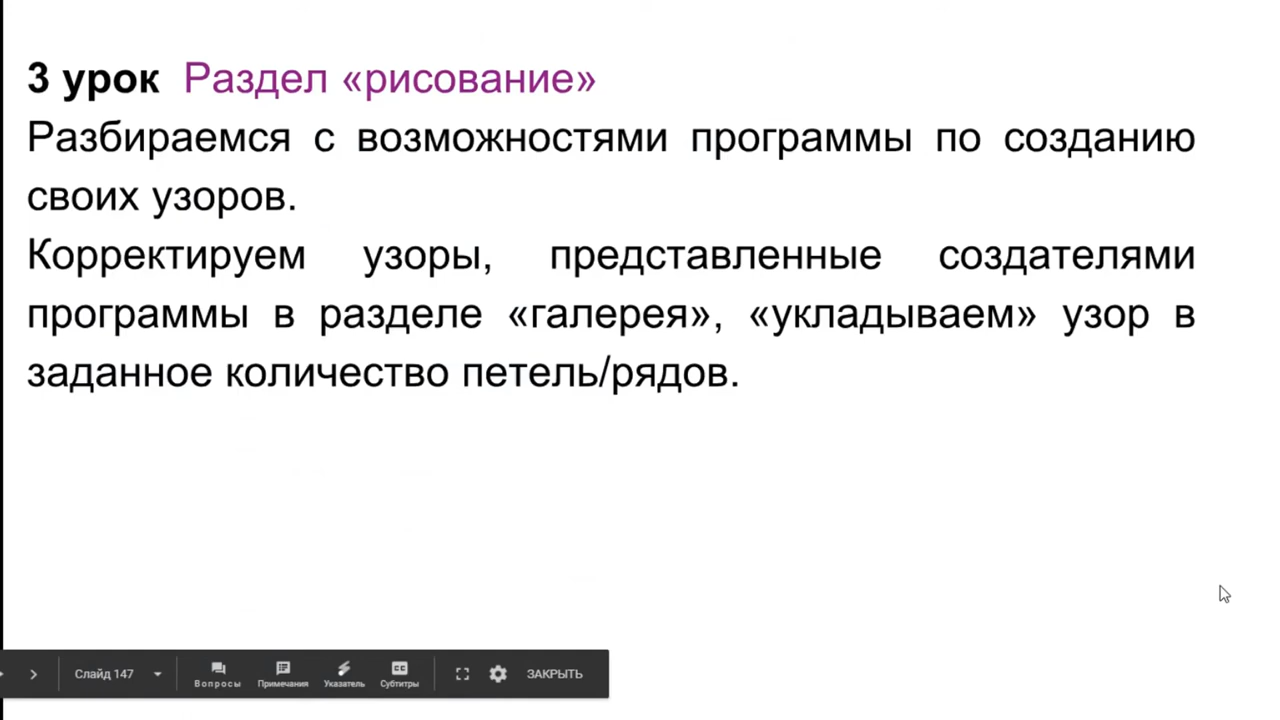 3 урок Раздел «рисование»
Разбираемся с возможностями программы по созданию
своих узоров.
Корректируем узоры, представленные создателями
программы в разделе «галерея», «укладываем» узор в
заданное количество петель/рядов.
Слайд 147
Вопросы
Примечания
Указатель
Субтитры
ЗАКРЫТЬ